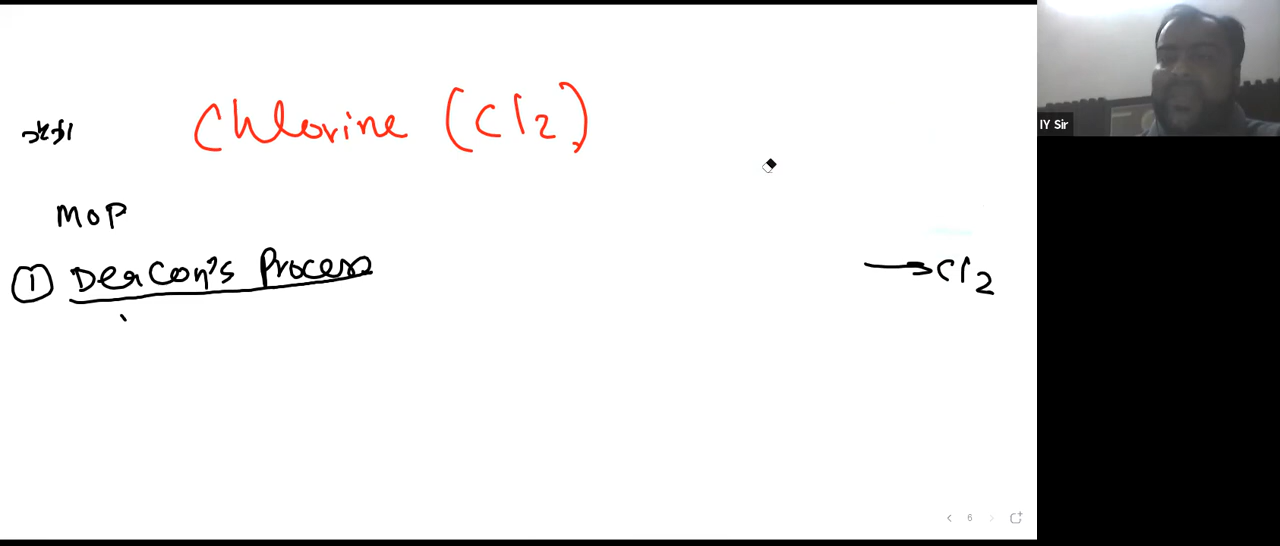 Chlorine (Cl2)
MOP
① Deacon's Process
→ Cl2
IY Sir
6